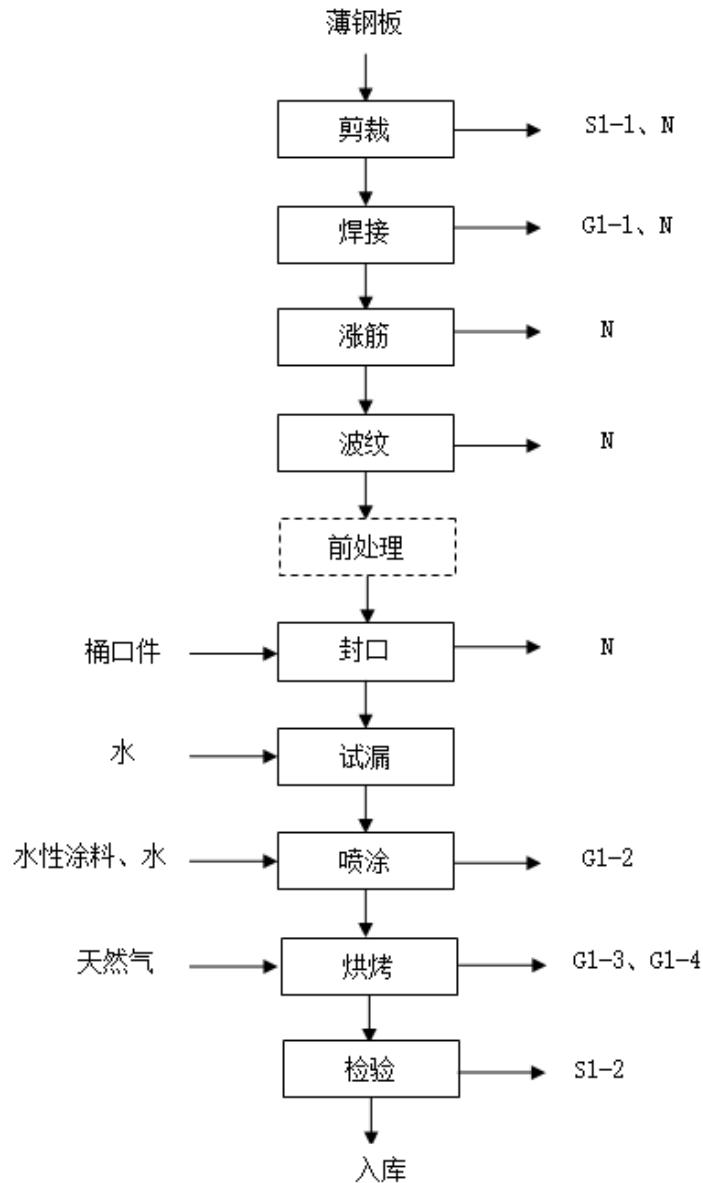 薄钢板
剪裁
S1-1、N
焊接
G1-1、N
涨筋
N
波纹
N
前处理
桶口件
封口
N
水
试漏
水性涂料、水
喷涂
G1-2
天然气
烘烤
G1-3、G1-4
检验
S1-2
入库